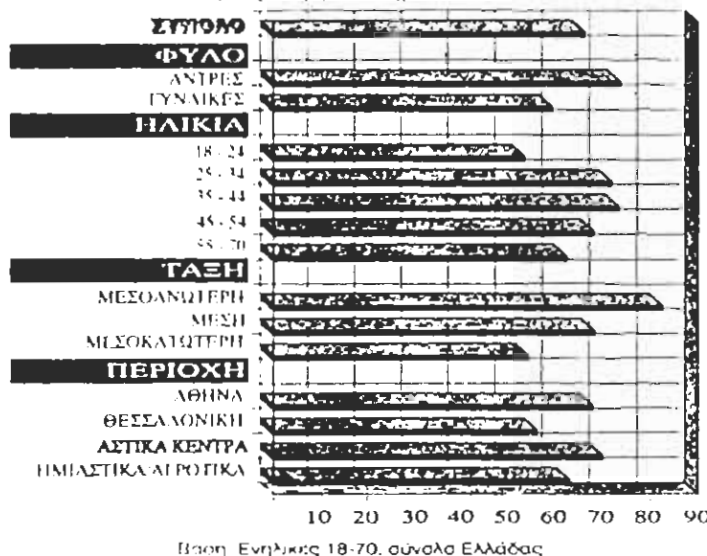 ΣΥΝΟΛΟ
ΦΥΛΟ
ΑΝΤΡΕΣ
ΓΥΝΑΙΚΕΣ
ΗΛΙΚΙΑ
18 - 24
25 - 34
35 - 44
45 - 54
55 - 70
ΤΑΞΗ
ΜΕΣΟΑΝΩΤΕΡΗ
ΜΕΣΗ
ΜΕΣΟΚΑΤΩΤΕΡΗ
ΠΕΡΙΟΧΗ
ΑΘΗΝΑ
ΘΕΣΣΑΛΟΝΙΚΗ
ΑΣΤΙΚΑ ΚΕΝΤΡΑ
ΗΜΙΑΣΤΙΚΑ/ΑΓΡΟΤΙΚΑ
10 20 30 40 50 60 70 80 90
Βάση Ενήλικες 18-70, σύνολο Ελλάδας